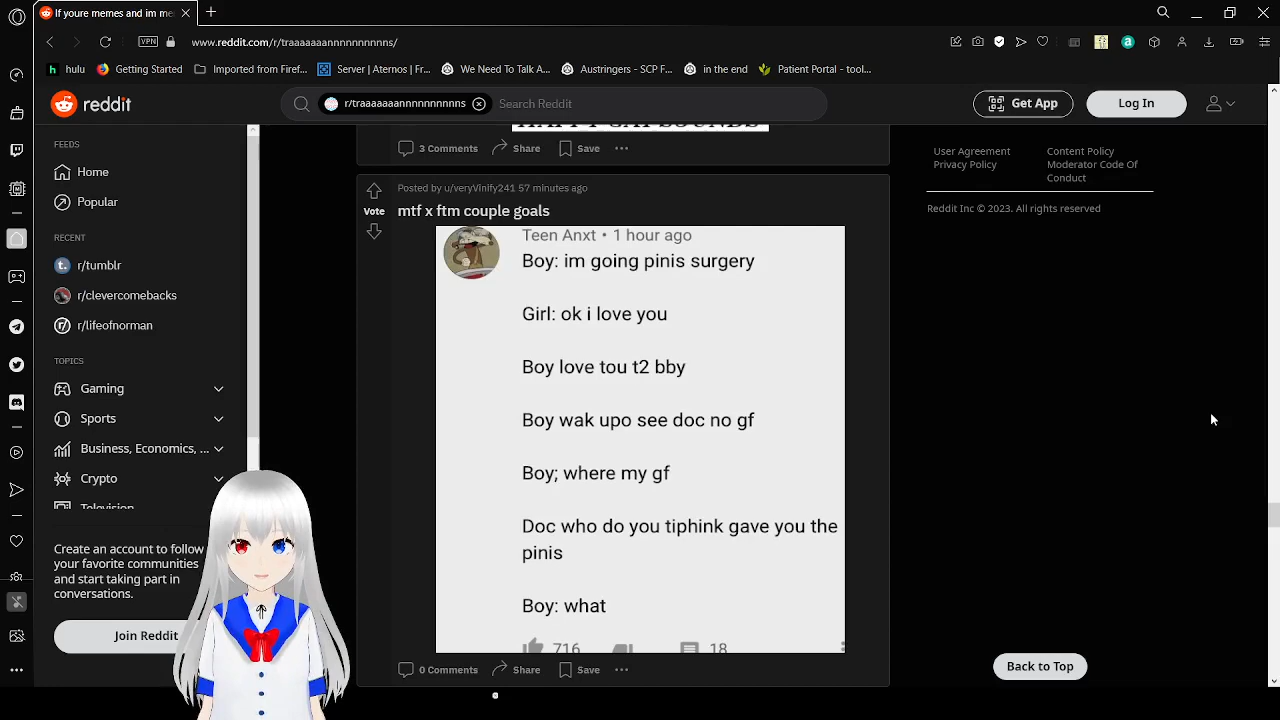 If youre memes and im me
www.reddit.com/r/traaaaaaannnnnnnnnns/
VPN
hulu
Getting Started
Imported from Firef...
Server | Aternos | Fr...
We Need To Talk A...
Austringers - SCP F...
in the end
Patient Portal - tool...
reddit
r/traaaaaaannnnnnnnnns
Search Reddit
Get App
Log In
FEEDS
Home
Popular
RECENT
r/tumblr
r/clevercomebacks
r/lifeofnorman
TOPICS
Gaming
Sports
Business, Economics, ...
Crypto
Television
Create an account to follow
your favorite communities
and start taking part in
conversations.
Join Reddit
HAPPY GAY SOUNDS
3 Comments
Share
Save
Posted by u/veryVinify241 57 minutes ago
Vote
mtf x ftm couple goals
Teen Anxt • 1 hour ago
Boy: im going pinis surgery
Girl: ok i love you
Boy love tou t2 bby
Boy wak upo see doc no gf
Boy; where my gf
Doc who do you tiphink gave you the
pinis
Boy: what
716
18
0 Comments
Share
Save
User Agreement
Content Policy
Privacy Policy
Moderator Code Of
Conduct
Reddit Inc © 2023. All rights reserved
Back to Top